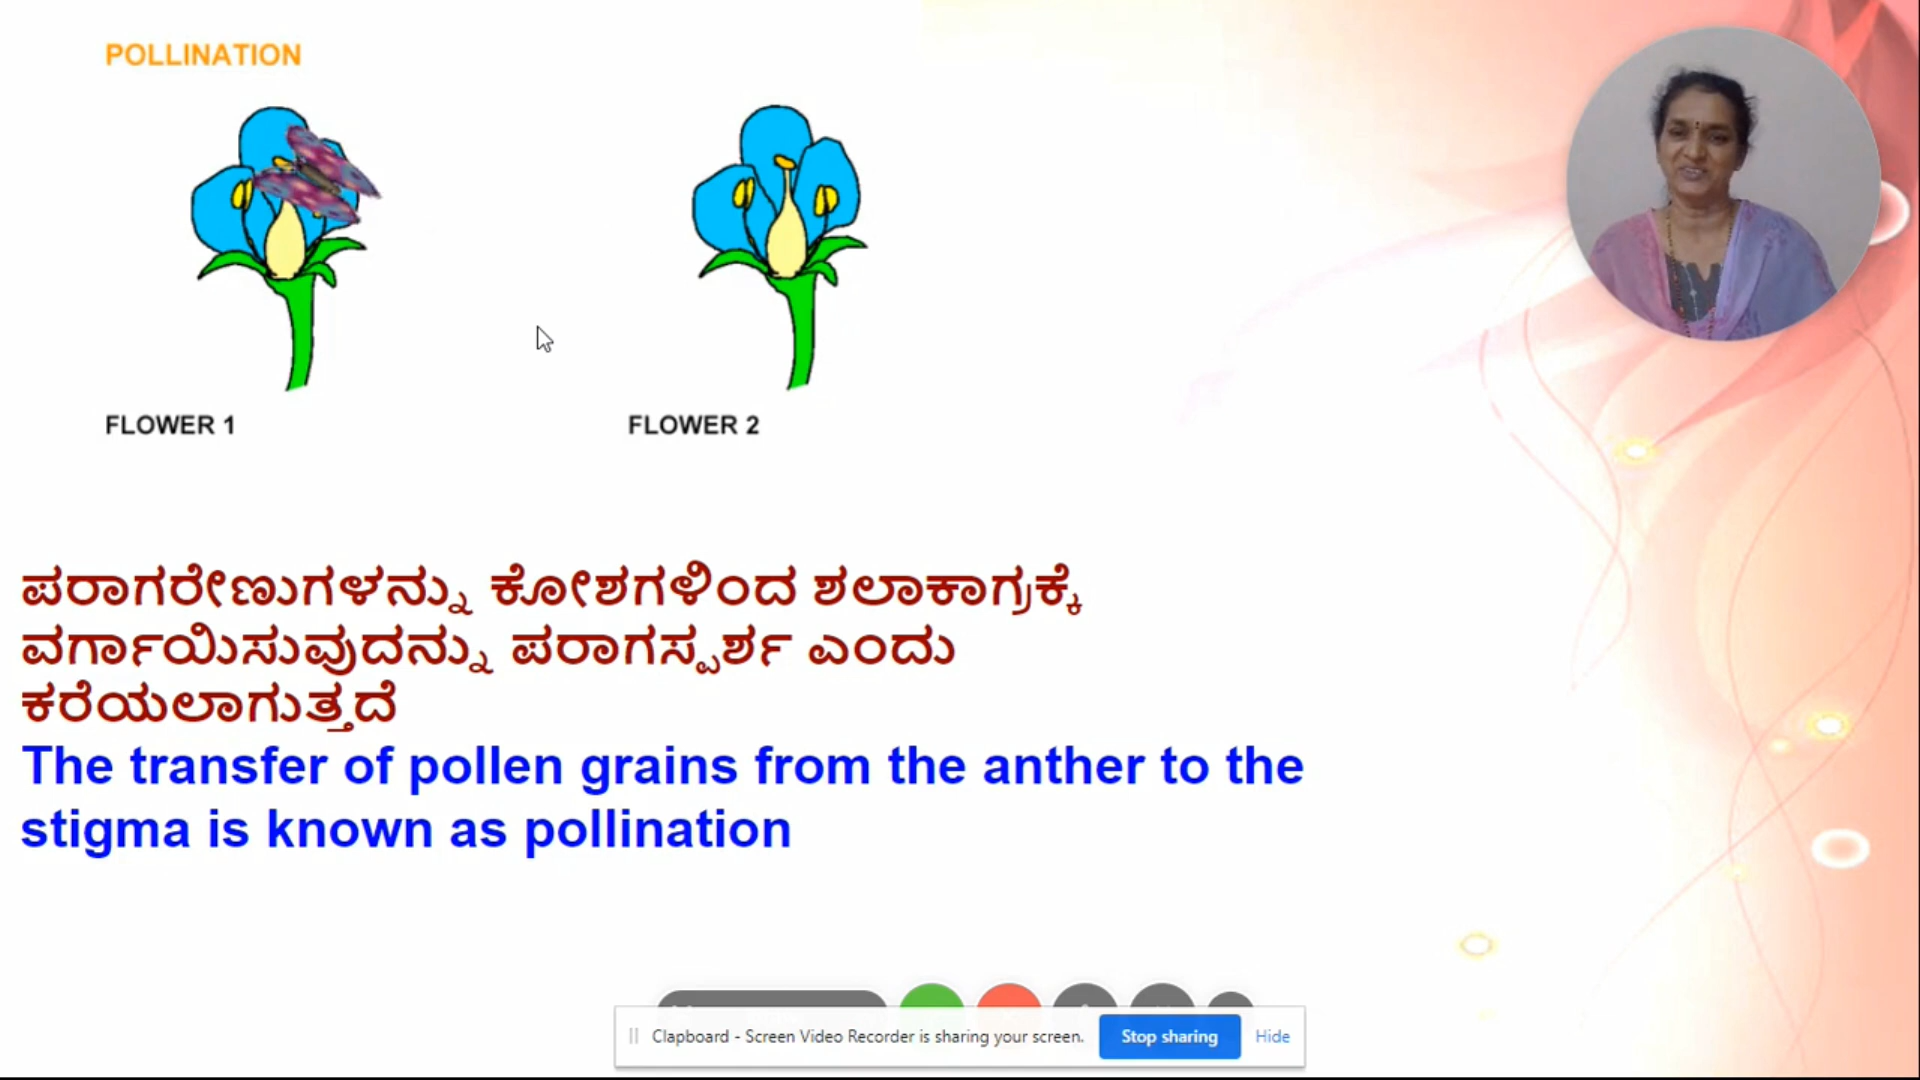 POLLINATION
FLOWER 1
FLOWER 2
ಪರಾಗರೇಣುಗಳನ್ನು ಕೋಶಗಳಿಂದ ಶಲಾಕಾಗ್ರಕ್ಕೆ
ವರ್ಗಾಯಿಸುವುದನ್ನು ಪರಾಗಸ್ಪರ್ಶ ಎಂದು
ಕರೆಯಲಾಗುತ್ತದೆ
The transfer of pollen grains from the anther to the
stigma is known as pollination
Clapboard - Screen Video Recorder is sharing your screen.
Stop sharing
Hide